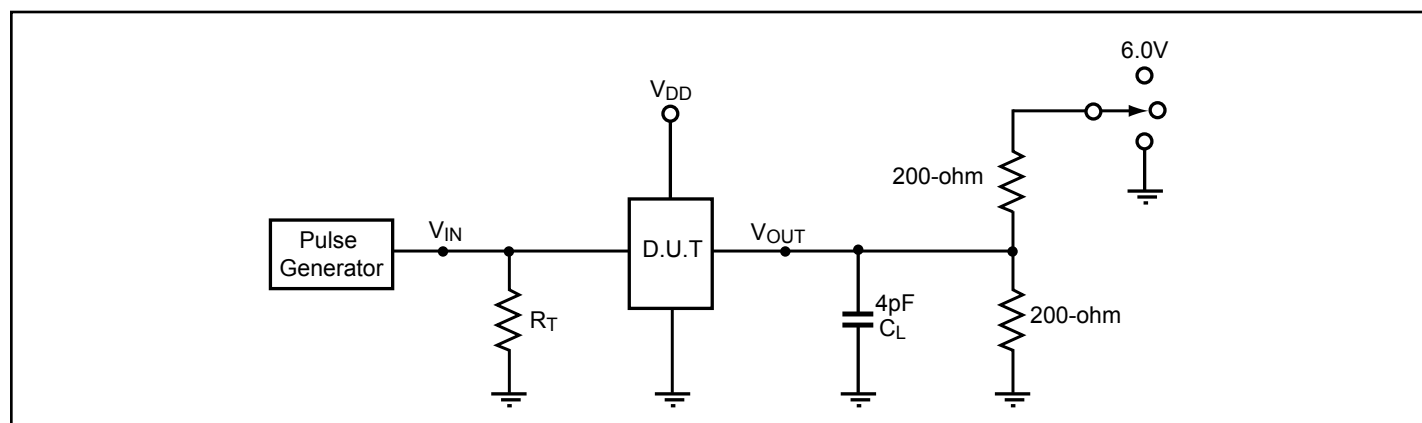 6.0V
VDD
200-ohm
Pulse
Generator
VIN
D.U.T
VOUT
RT
4pF
CL
200-ohm